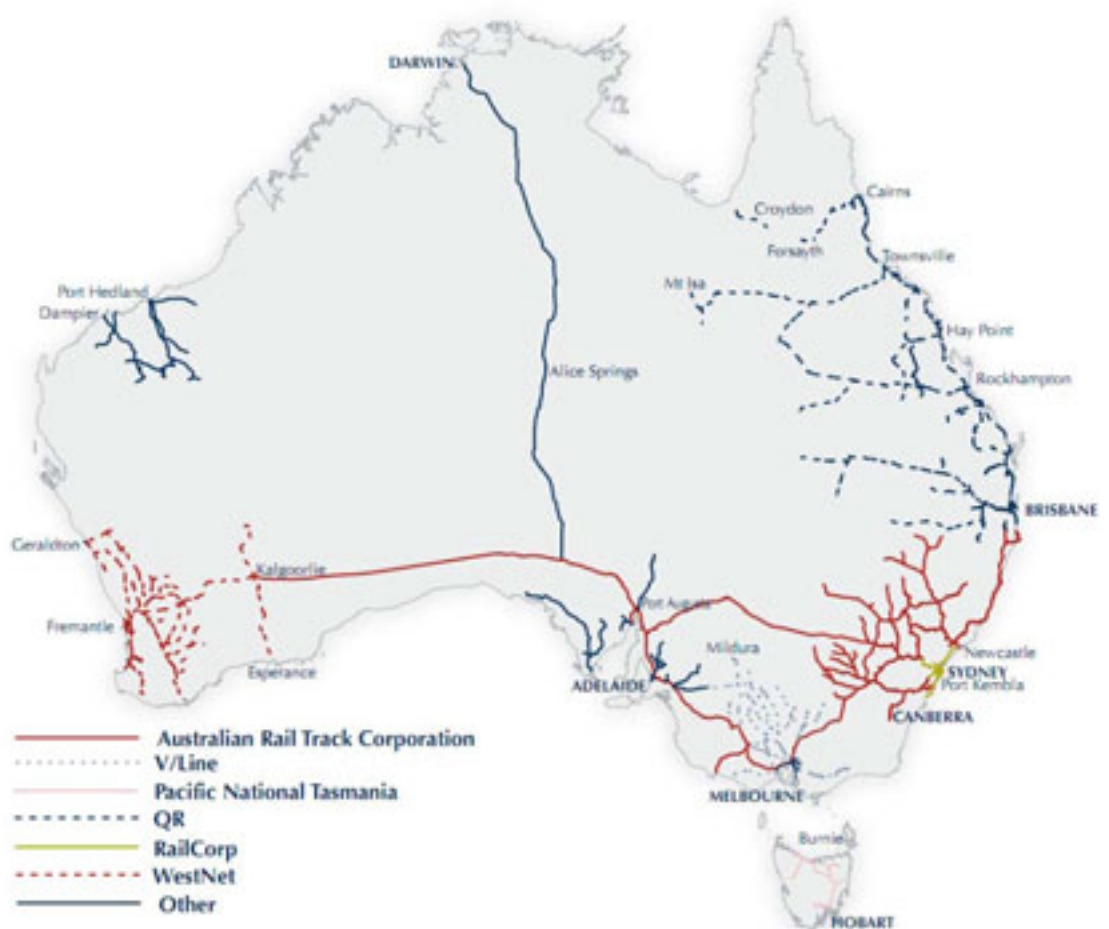 DARWIN
Cairns
Croydon
Forsayth
Townsville
Mt Isa
Port Hedland
Dampier
Hay Point
Alice Springs
Rockhampton
BRISBANE
Geraldton
Kalgoorlie
Port Augusta
Fremantle
Mildura
Newcastle
Esperance
SYDNEY
ADELAIDE
Port Kembla
CANBERRA
Australian Rail Track Corporation
V/Line
Pacific National Tasmania
MELBOURNE
QR
Burnie
RailCorp
WestNet
Other
HOBART